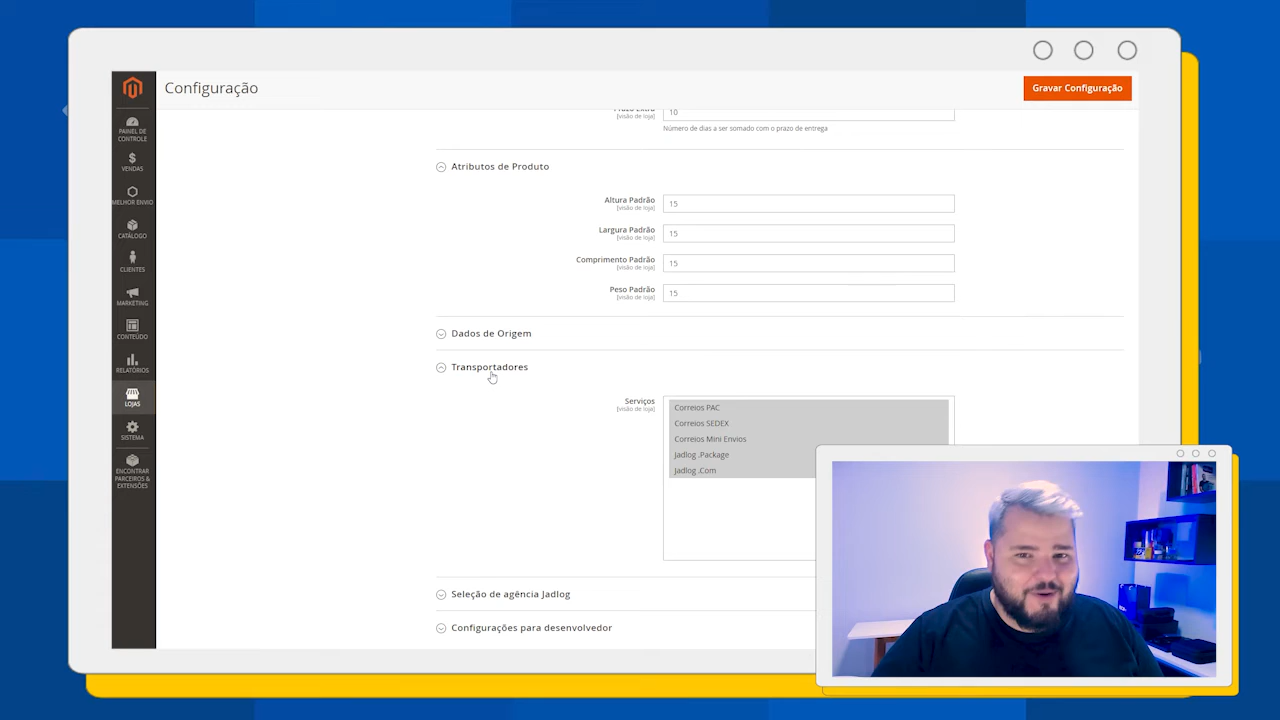 Configuração
Gravar Configuração
PAINEL DE
CONTROLE
VENDAS
MELHOR ENVIO
CATÁLOGO
CLIENTES
MARKETING
CONTEÚDO
RELATÓRIOS
LOJAS
SISTEMA
ENCONTRAR
PARCEIROS &
EXTENSÕES
Prazo Extra
[visão de loja]
10
Número de dias a ser somado com o prazo de entrega
Atributos de Produto
Altura Padrão
[visão de loja]
15
Largura Padrão
[visão de loja]
15
Comprimento Padrão
[visão de loja]
15
Peso Padrão
[visão de loja]
15
Dados de Origem
Transportadores
Serviços
[visão de loja]
Correios PAC
Correios SEDEX
Correios Mini Envios
Jadlog .Package
Jadlog .Com
Seleção de agência Jadlog
Configurações para desenvolvedor